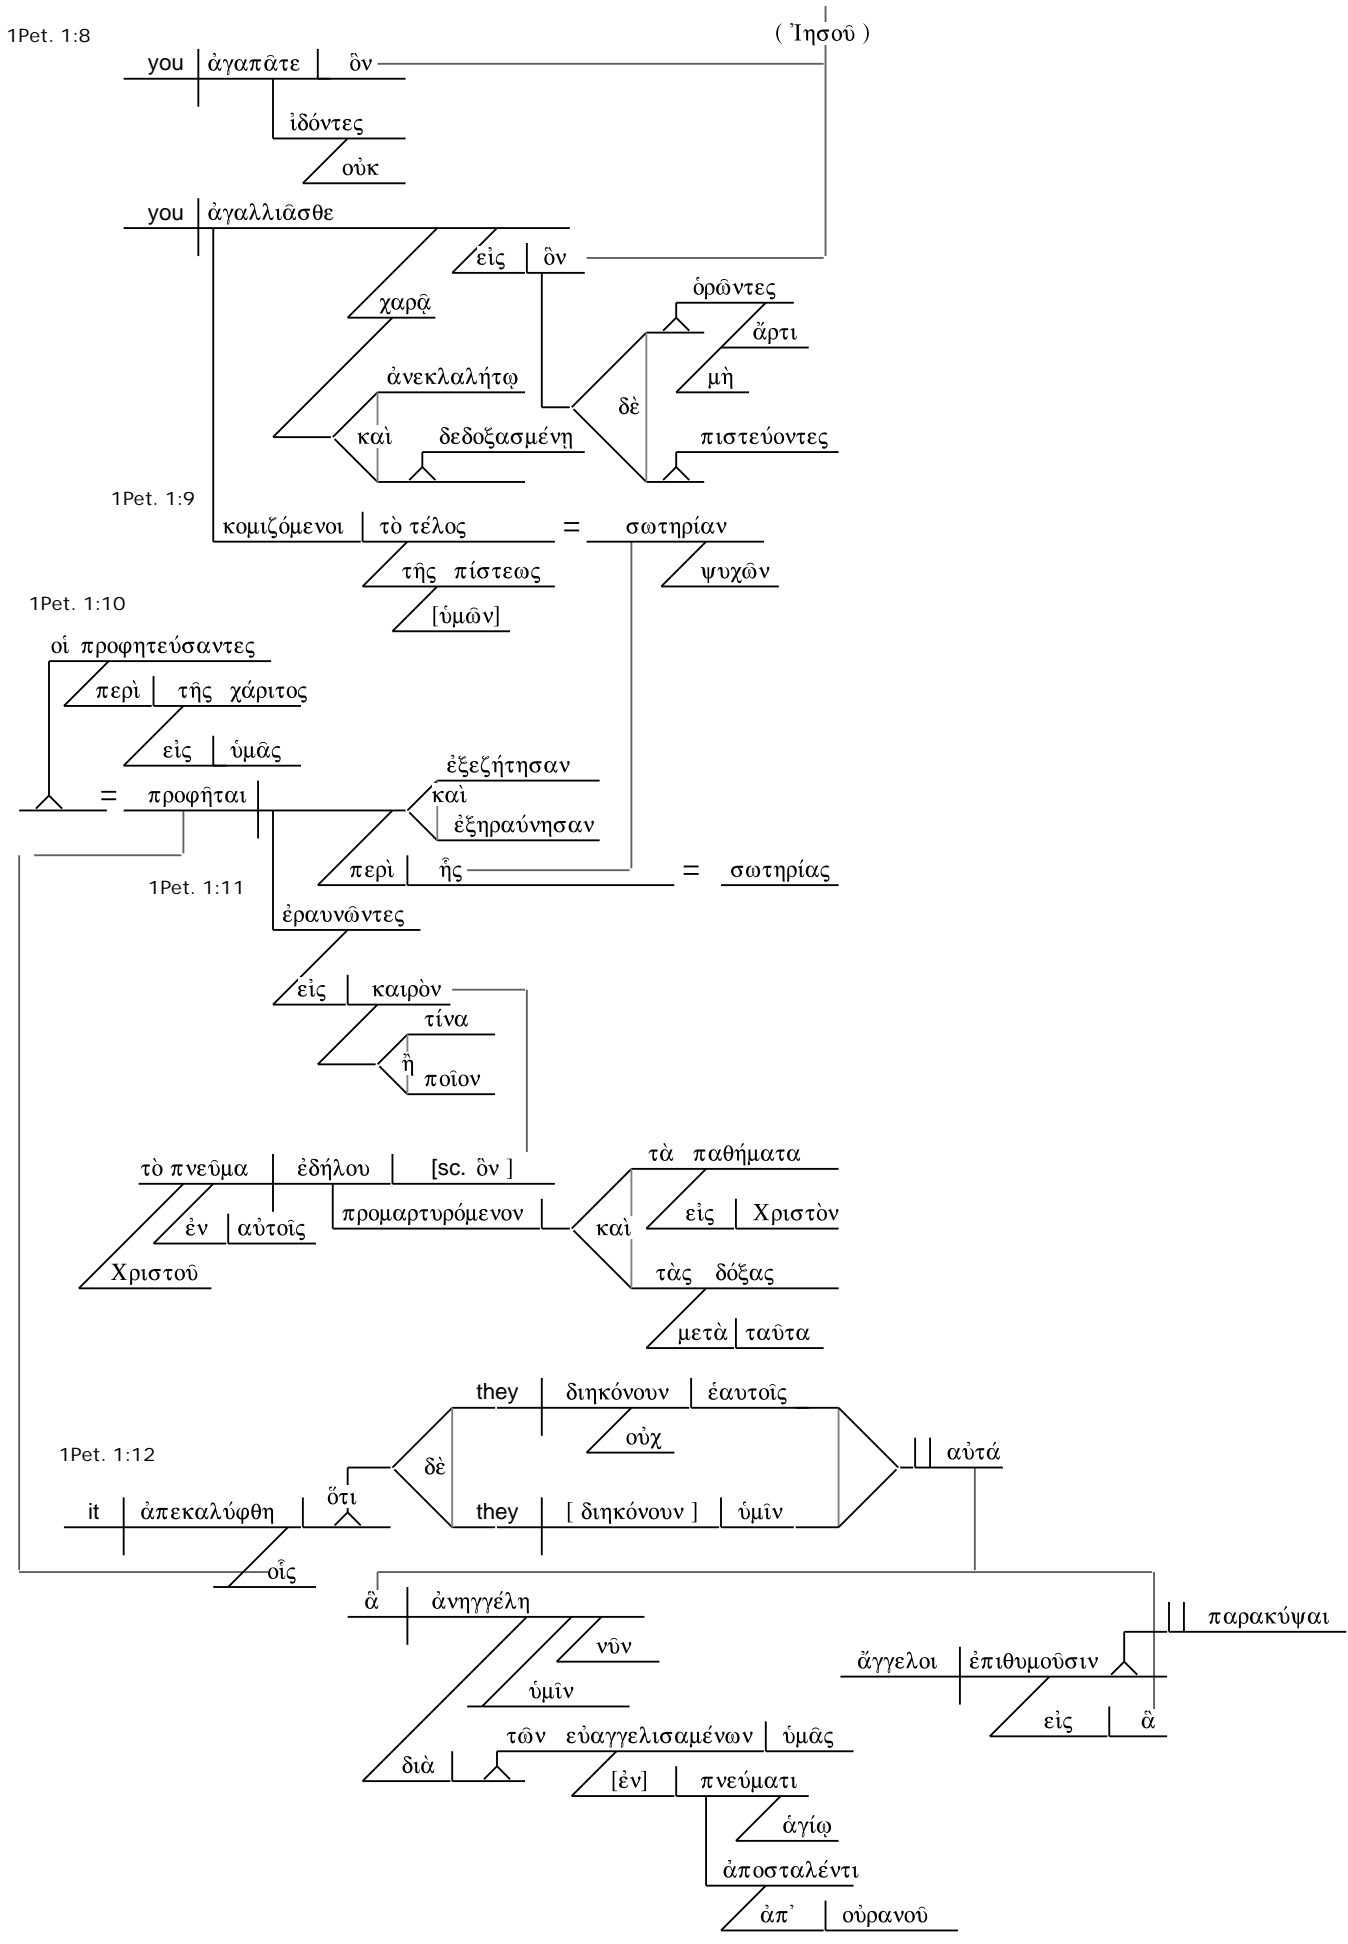 ( Ἰησοῦ )
1Pet. 1:8
you ἀγαπᾶτε ὃν
ἰδόντες
οὐκ
you ἀγαλλιᾶσθε
εἰς ὃν
ὁρῶντες
χαρᾷ
ἄρτι
ἀνεκλαλήτῳ μὴ
δὲ
καὶ δεδοξασμένῃ πιστεύοντες
1Pet. 1:9
κομιζόμενοι τὸ τέλος = σωτηρίαν
τῆς πίστεως ψυχῶν
1Pet. 1:10
[ὑμῶν]
οἱ προφητεύσαντες
περὶ τῆς χάριτος
εἰς ὑμᾶς
ἐξεζήτησαν
= προφῆται καὶ
ἐξηραύνησαν
περὶ ἧς = σωτηρίας
1Pet. 1:11
ἐραυνῶντες
εἰς καιρὸν
τίνα
ἢ
ποῖον
τὰ παθήματα
τὸ πνεῦμα ἐδήλου [sc. ὃν ]
προμαρτυρόμενον εἰς Χριστὸν
ἐν αὐτοῖς καὶ
Χριστοῦ τὰς δόξας
μετὰ ταῦτα
they διηκόνουν ἑαυτοῖς
οὐχ
1Pet. 1:12 αὐτά
δὲ
ὅτι
it ἀπεκαλύφθη they [ διηκόνουν ] ὑμῖν
οἷς
ἃ ἀνηγγέλη
παρακύψαι
νῦν
ἄγγελοι ἐπιθυμοῦσιν
ὑμῖν
εἰς ἃ
τῶν εὐαγγελισαμένων ὑμᾶς
διὰ
[ἐν] πνεύματι
ἁγίῳ
ἀποσταλέντι
ἀπ’ οὐρανοῦ